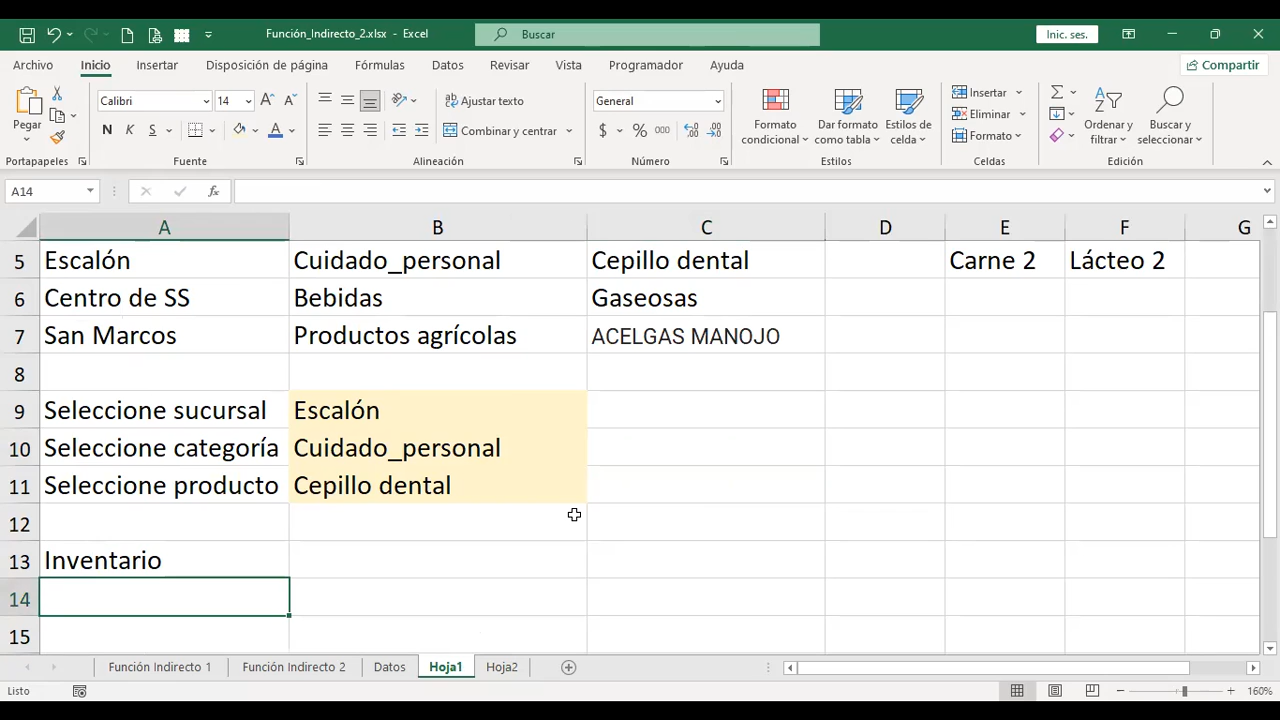 Función_Indirecto_2.xlsx - Excel
Buscar
Inic. ses.
Archivo Inicio Insertar Disposición de página Fórmulas Datos Revisar Vista Programador Ayuda Compartir
Pegar
Portapapeles
Calibri 14
N K S
Fuente
Ajustar texto
Combinar y centrar
Alineación
General
$ % 000
Número
Formato condicional
Dar formato como tabla
Estilos de celda
Estilos
Insertar
Eliminar
Formato
Celdas
Ordenar y filtrar
Buscar y seleccionar
Edición
A14 fx
A B C D E F G
5 Escalón Cuidado_personal Cepillo dental Carne 2 Lácteo 2
6 Centro de SS Bebidas Gaseosas
7 San Marcos Productos agrícolas ACELGAS MANOJO
8
9 Seleccione sucursal Escalón
10 Seleccione categoría Cuidado_personal
11 Seleccione producto Cepillo dental
12
13 Inventario
14
15
Función Indirecto 1 Función Indirecto 2 Datos Hoja1 Hoja2
Listo 160%